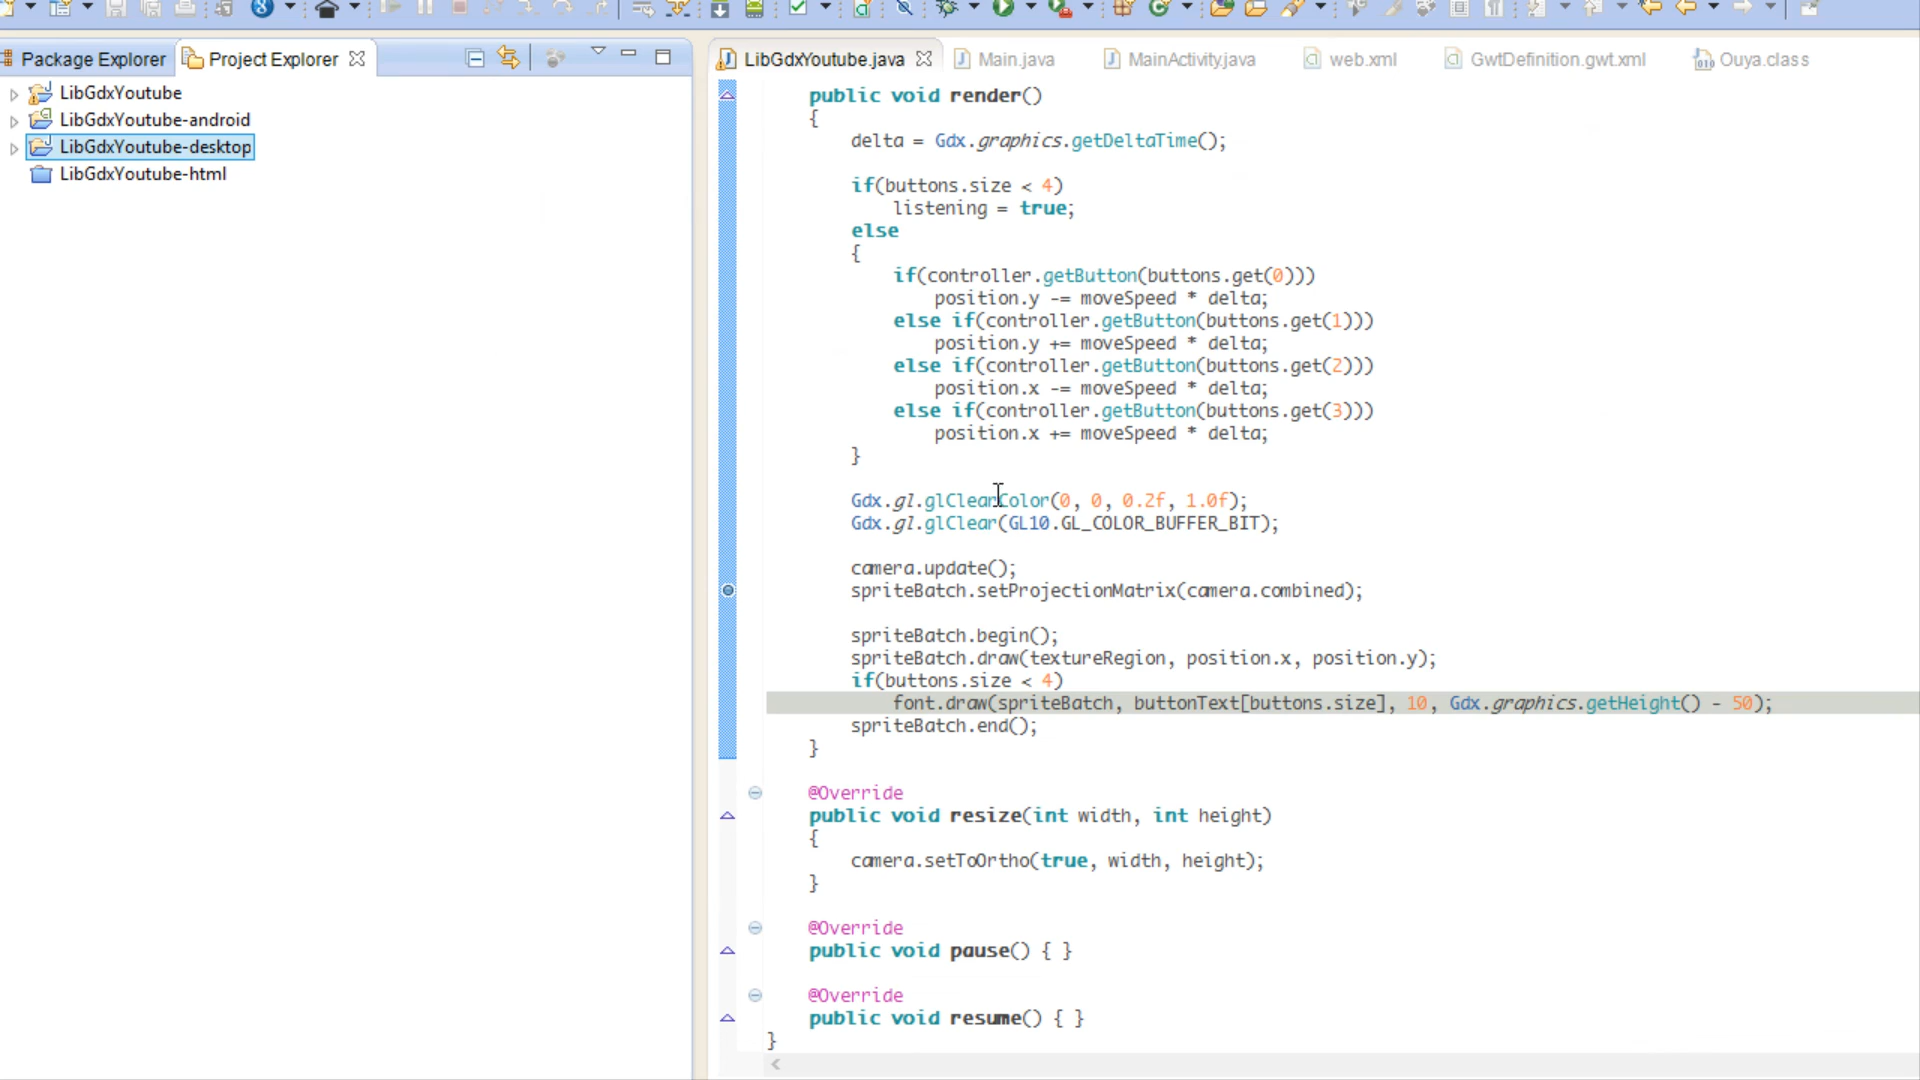 Package Explorer
Project Explorer
LibGdxYoutube
LibGdxYoutube-android
LibGdxYoutube-desktop
LibGdxYoutube-html
LibGdxYoutube.java
Main.java
MainActivity.java
web.xml
GwtDefinition.gwt.xml
Ouya.class
public void render()
{
delta = Gdx.graphics.getDeltaTime();
if(buttons.size < 4)
listening = true;
else
{
if(controller.getButton(buttons.get(0)))
position.y -= moveSpeed * delta;
else if(controller.getButton(buttons.get(1)))
position.y += moveSpeed * delta;
else if(controller.getButton(buttons.get(2)))
position.x -= moveSpeed * delta;
else if(controller.getButton(buttons.get(3)))
position.x += moveSpeed * delta;
}
Gdx.gl.glClearColor(0, 0, 0.2f, 1.0f);
Gdx.gl.glClear(GL10.GL_COLOR_BUFFER_BIT);
camera.update();
spriteBatch.setProjectionMatrix(camera.combined);
spriteBatch.begin();
spriteBatch.draw(textureRegion, position.x, position.y);
if(buttons.size < 4)
font.draw(spriteBatch, buttonText[buttons.size], 10, Gdx.graphics.getHeight() - 50);
spriteBatch.end();
}
@Override
public void resize(int width, int height)
{
camera.setToOrtho(true, width, height);
}
@Override
public void pause() { }
@Override
public void resume() { }
}